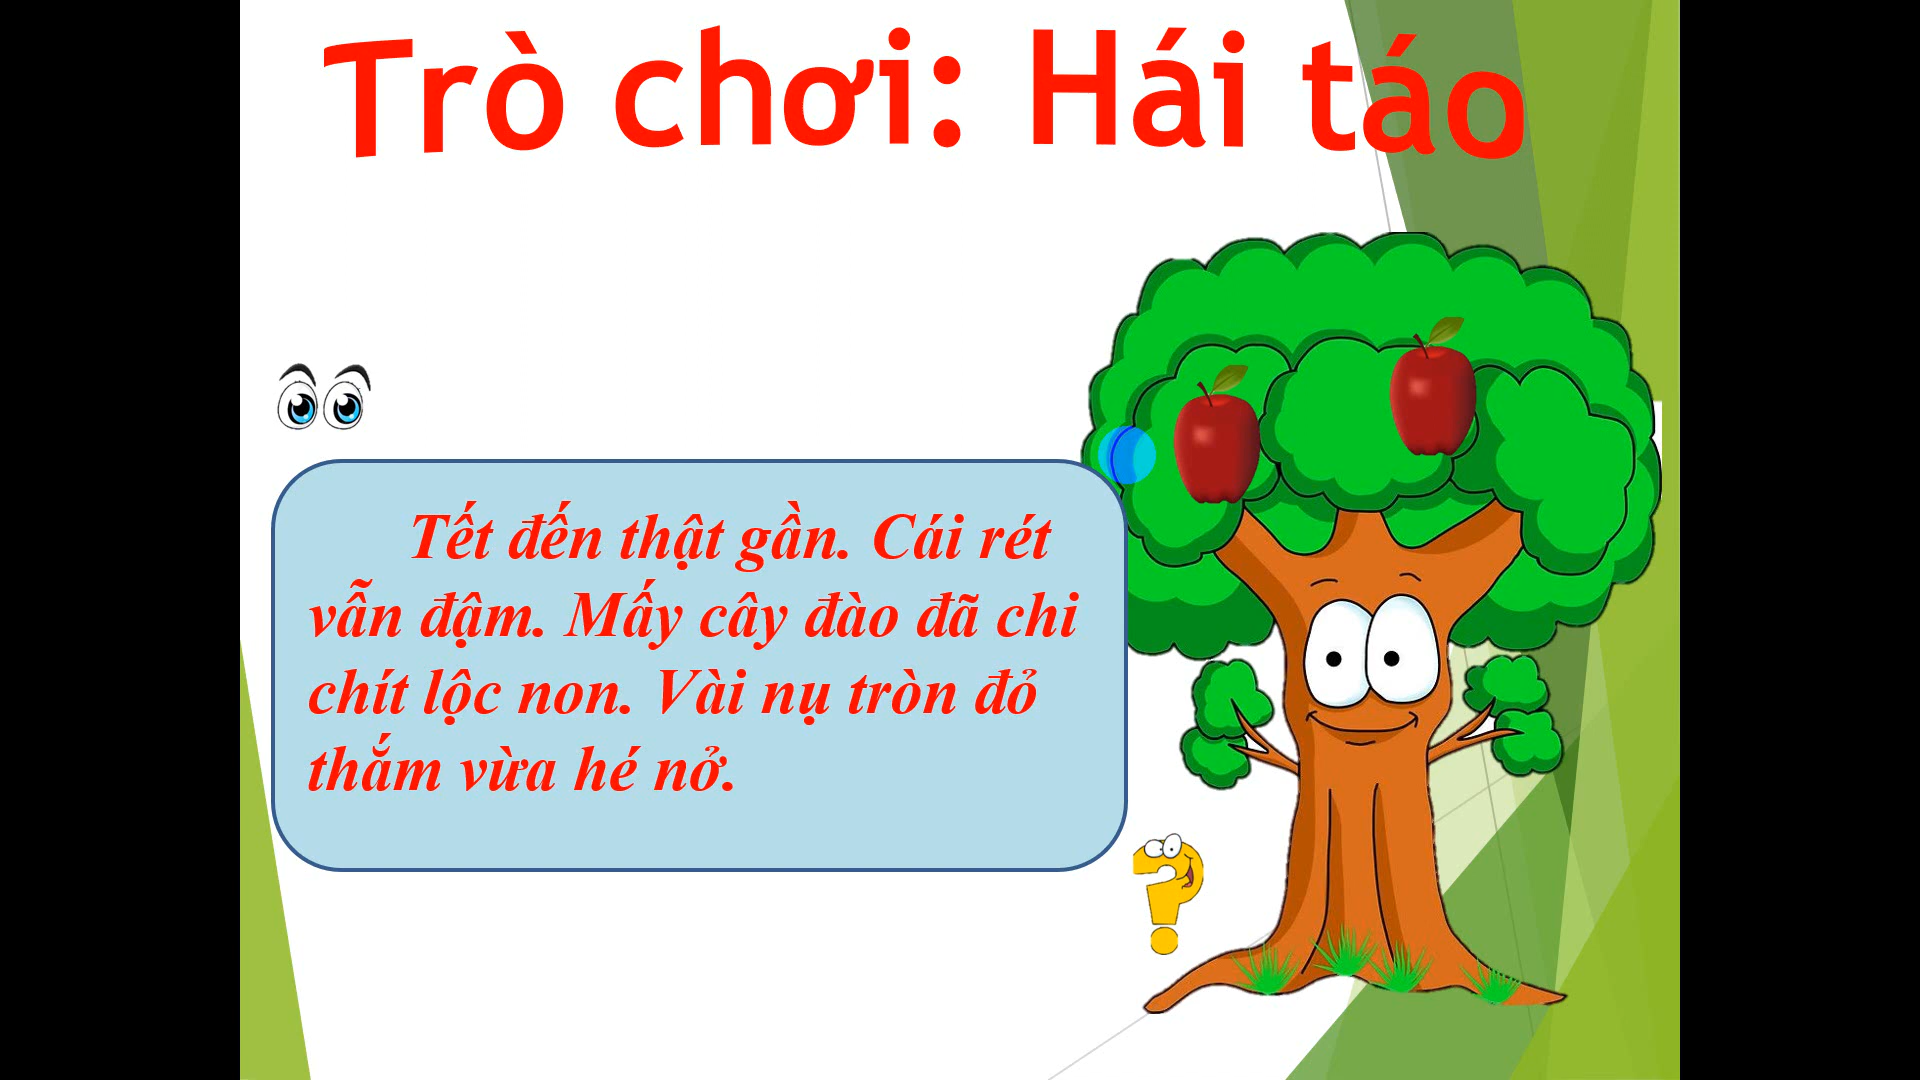 Trò chơi: Hái táo
Tết đến thật gần. Cái rét
vẫn đậm. Mấy cây đào đã chi
chít lộc non. Vài nụ tròn đỏ
thắm vừa hé nở.